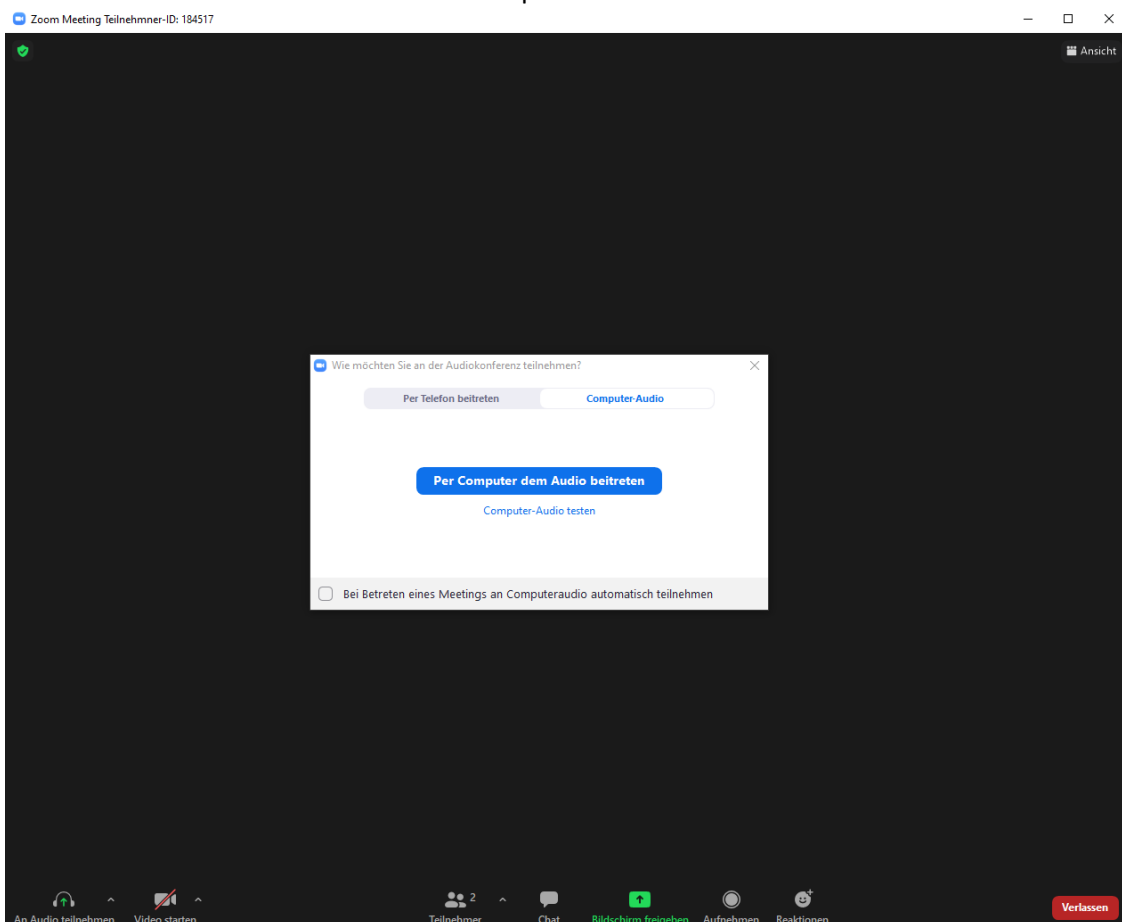 Zoom Meeting Teilnehmner-ID: 184517
Ansicht
Wie möchten Sie an der Audiokonferenz teilnehmen?
Per Telefon beitreten
Computer-Audio
Per Computer dem Audio beitreten
Computer-Audio testen
Bei Betreten eines Meetings an Computeraudio automatisch teilnehmen
2
An Audio teilnehmen
Video starten
Teilnehmer
Chat
Bildschirm freigeben
Aufnehmen
Reaktionen
Verlassen